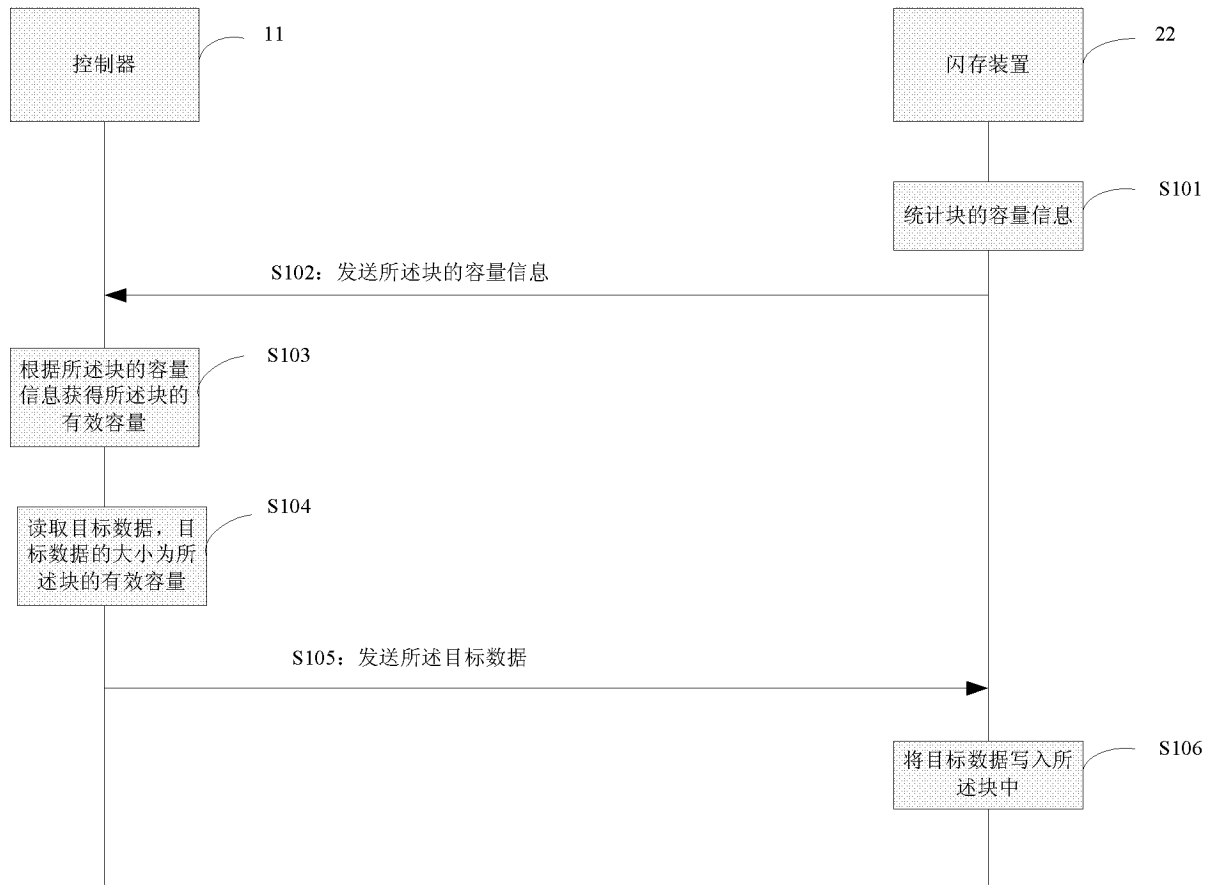 控制器
11
闪存装置
22
统计块的容量信息
S101
S102：发送所述块的容量信息
根据所述块的容量
信息获得所述块的
有效容量
S103
读取目标数据，目
标数据的大小为所
述块的有效容量
S104
S105：发送所述目标数据
将目标数据写入所
述块中
S106